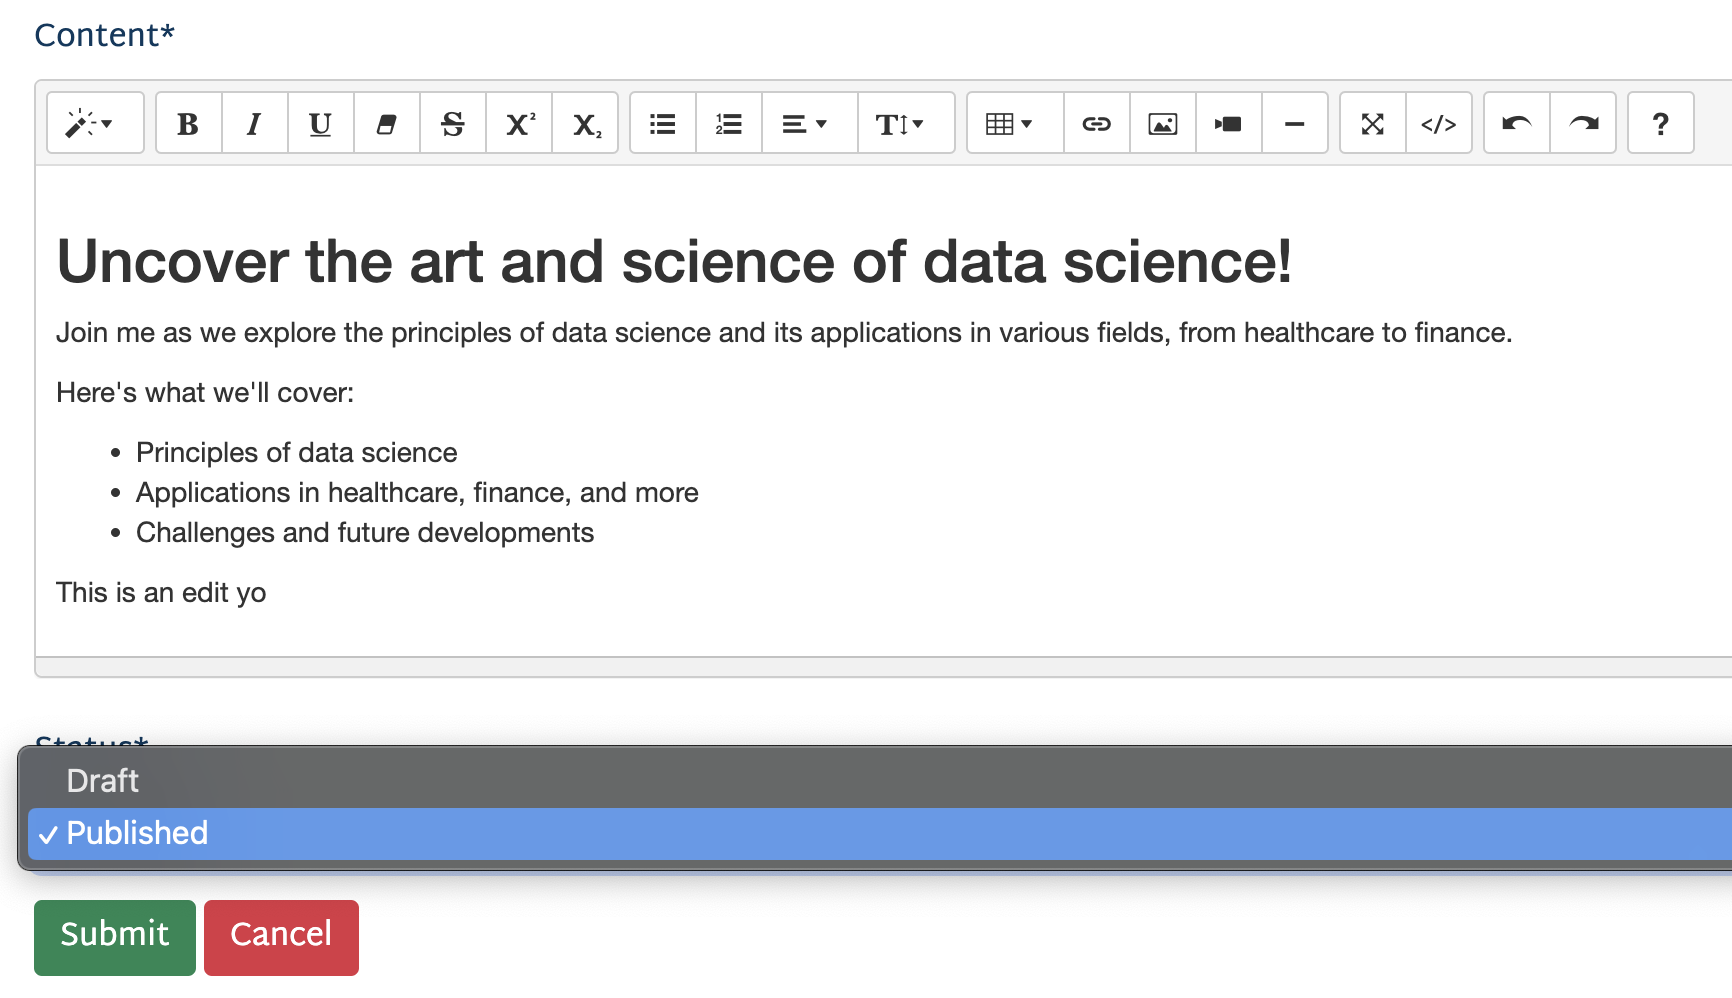 Content*
B I U S X² X₂ T </> ?
Uncover the art and science of data science!
Join me as we explore the principles of data science and its applications in various fields, from healthcare to finance.
Here's what we'll cover:
• Principles of data science
• Applications in healthcare, finance, and more
• Challenges and future developments
This is an edit yo
Status*
Draft
✓ Published
Submit Cancel